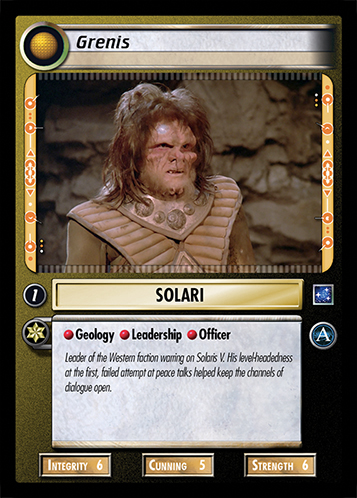 Grenis
1
SOLARI
Geology Leadership Officer
A
Leader of the Western faction warring on Solaris V. His level-headedness
at the first, failed attempt at peace talks helped keep the channels of
dialogue open.
INTEGRITY 6 CUNNING 5 STRENGTH 6